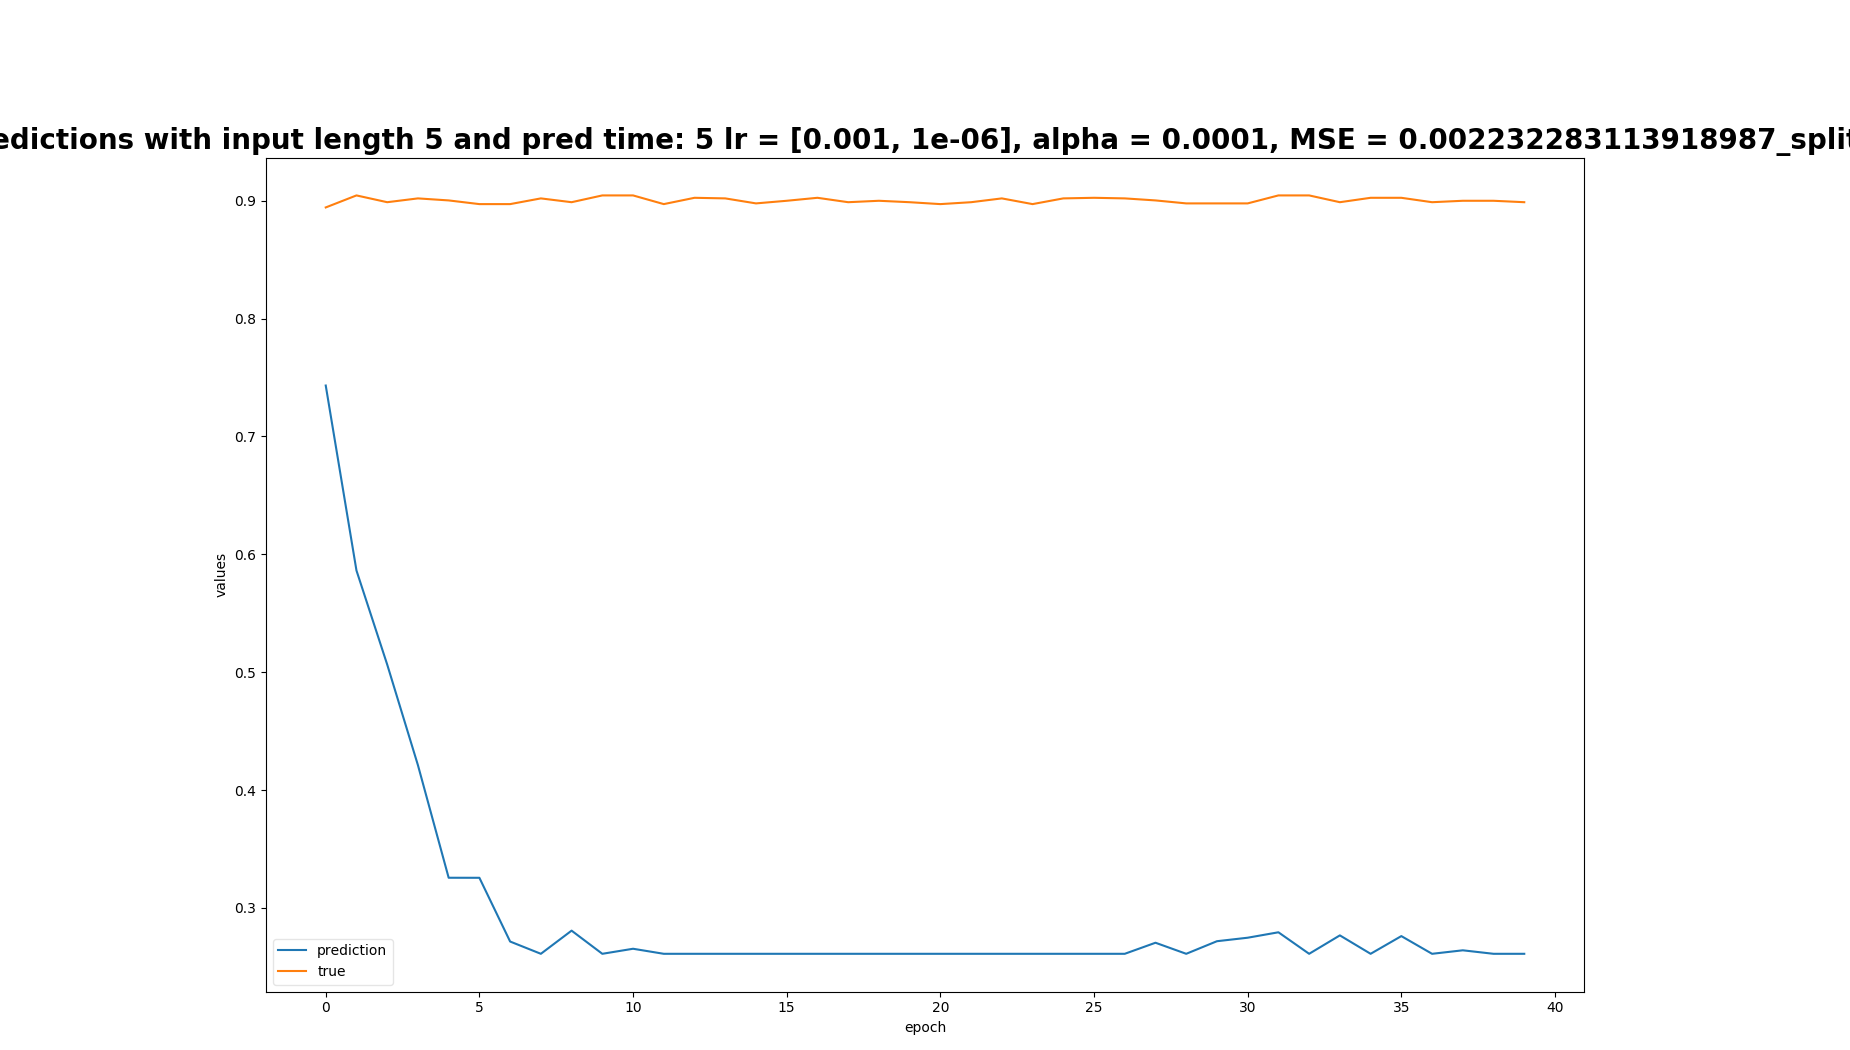 edictions with input length 5 and pred time: 5 lr = [0.001, 1e-06], alpha = 0.0001, MSE = 0.002232283113918987_split
0.9
0.8
0.7
0.6
0.5
0.4
0.3
values
prediction
true
0 5 10 15 20 25 30 35 40
epoch